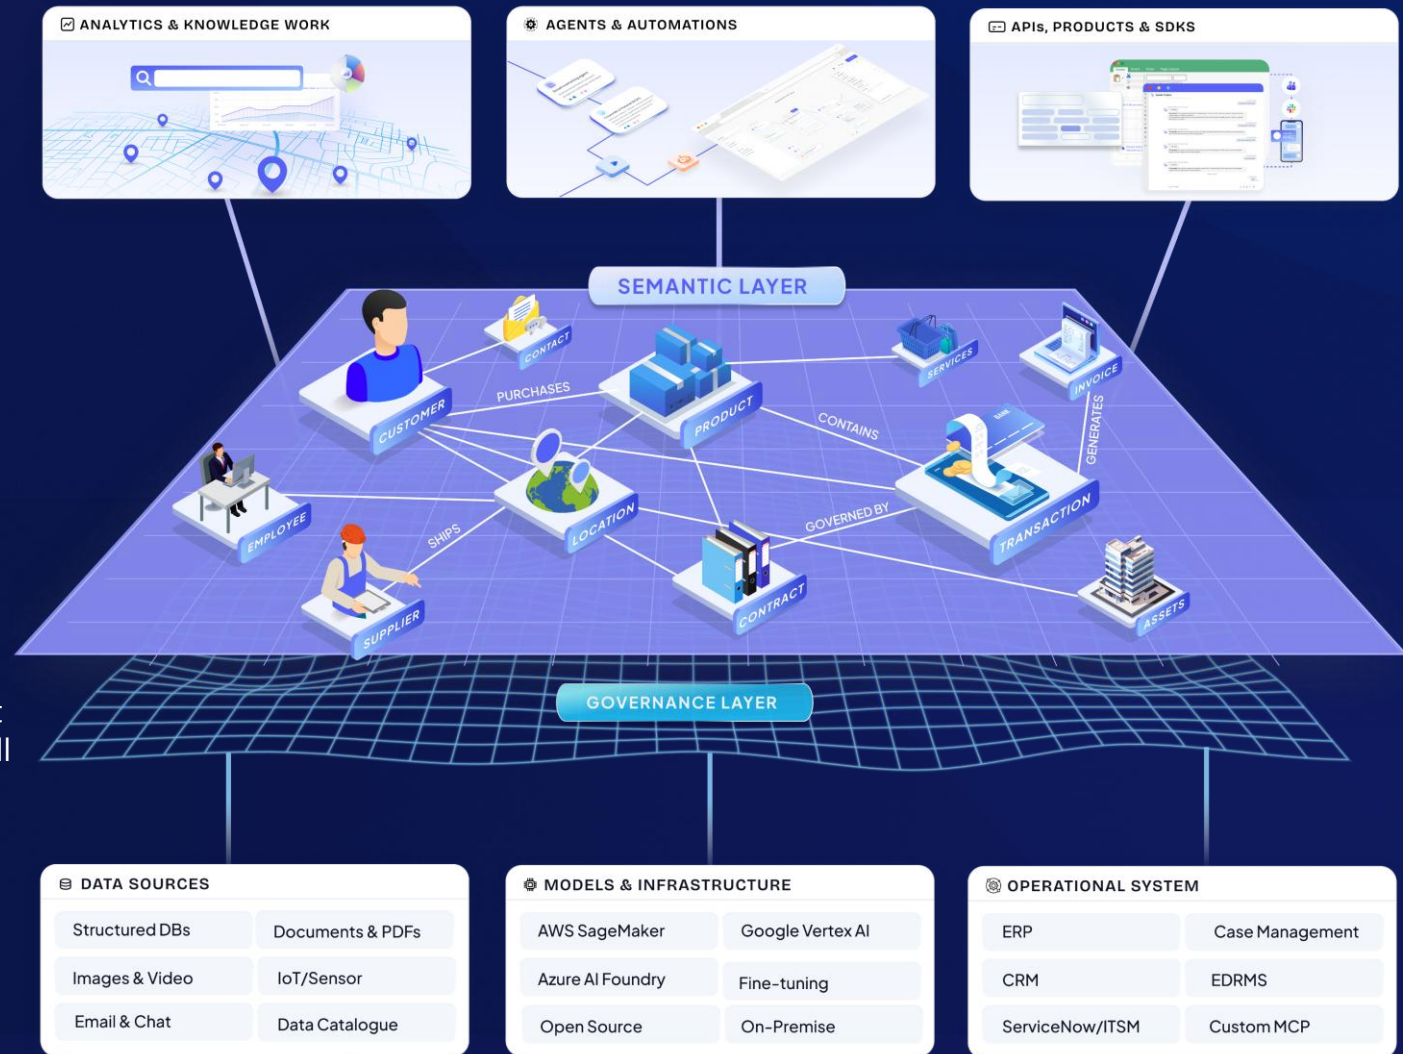 ANALYTICS & KNOWLEDGE WORK
AGENTS & AUTOMATIONS
APIs, PRODUCTS & SDKS
SEMANTIC LAYER
CONTACT
SERVICES
INVOICE
PURCHASES
CUSTOMER
PRODUCT
CONTAINS
GENERATES
EMPLOYEE
SHIPS
LOCATION
GOVERNED BY
TRANSACTION
SUPPLIER
CONTRACT
ASSETS
GOVERNANCE LAYER
DATA SOURCES
Structured DBs
Documents & PDFs
Images & Video
IoT/Sensor
Email & Chat
Data Catalogue
MODELS & INFRASTRUCTURE
AWS SageMaker
Google Vertex AI
Azure AI Foundry
Fine-tuning
Open Source
On-Premise
OPERATIONAL SYSTEM
ERP
Case Management
CRM
EDRMS
ServiceNow/ITSM
Custom MCP